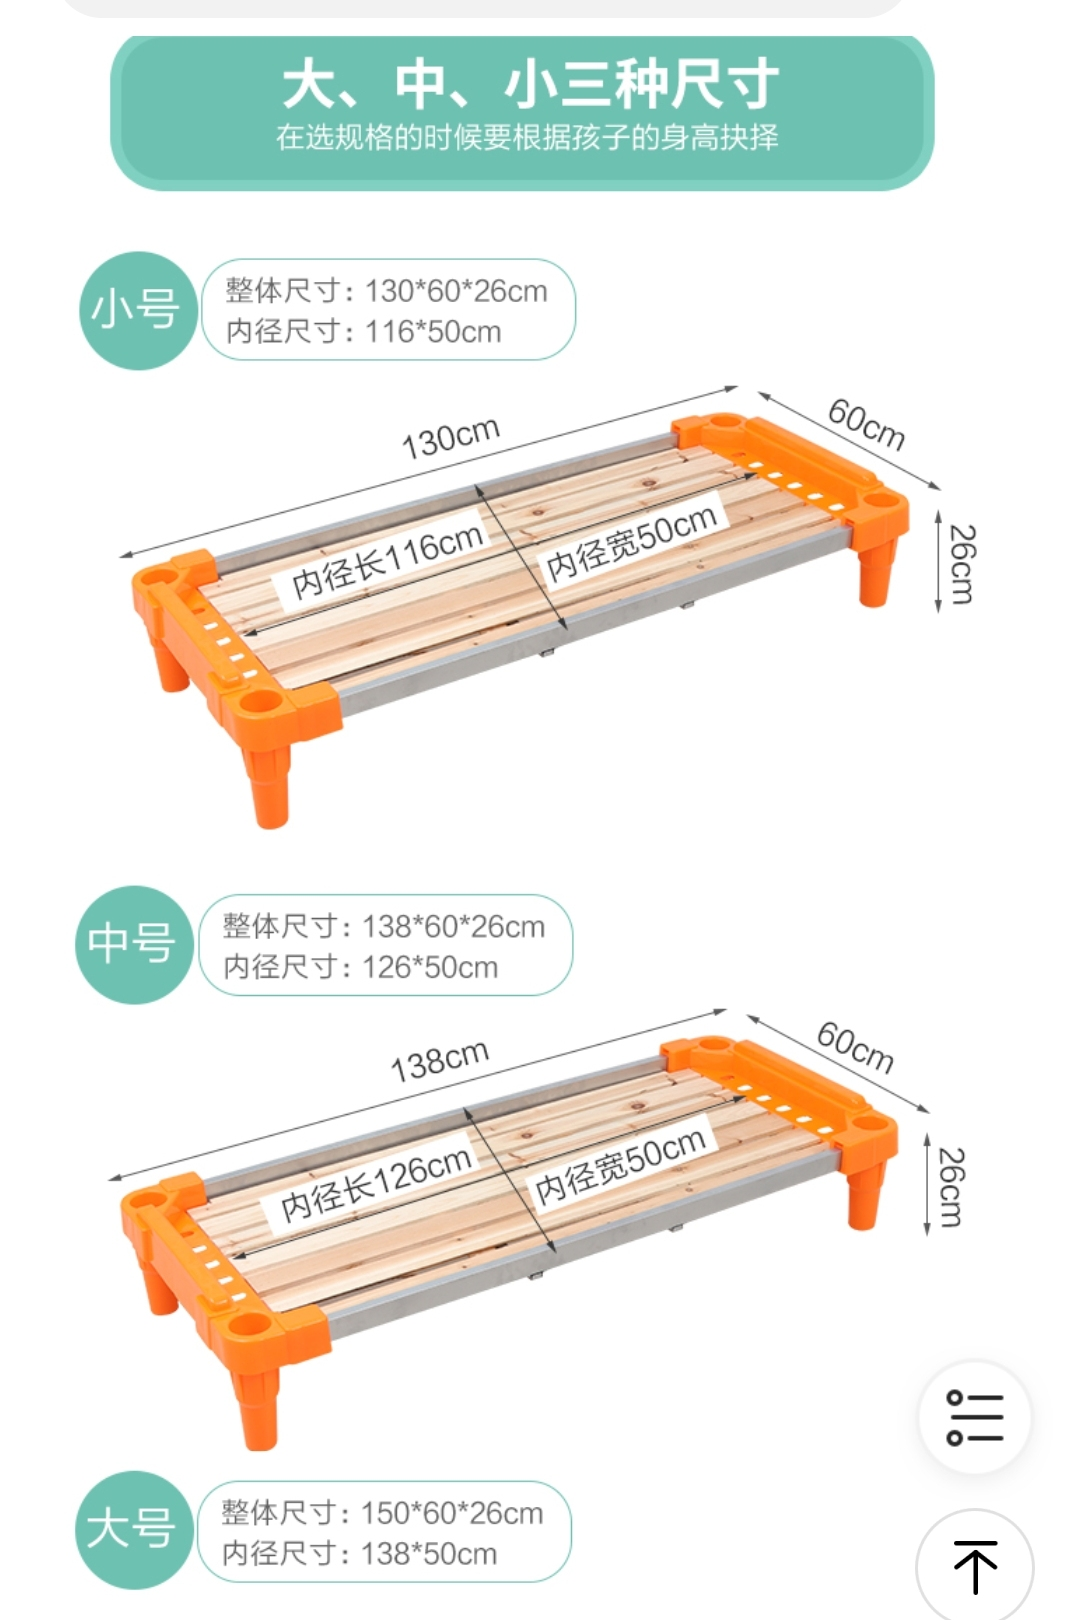 大、中、小三种尺寸
在选规格的时候要根据孩子的身高抉择
小号
整体尺寸: 130*60*26cm
内径尺寸: 116*50cm
130cm
60cm
内径长116cm
内径宽50cm
26cm
中号
整体尺寸: 138*60*26cm
内径尺寸: 126*50cm
138cm
60cm
内径长126cm
内径宽50cm
26cm
大号
整体尺寸: 150*60*26cm
内径尺寸: 138*50cm